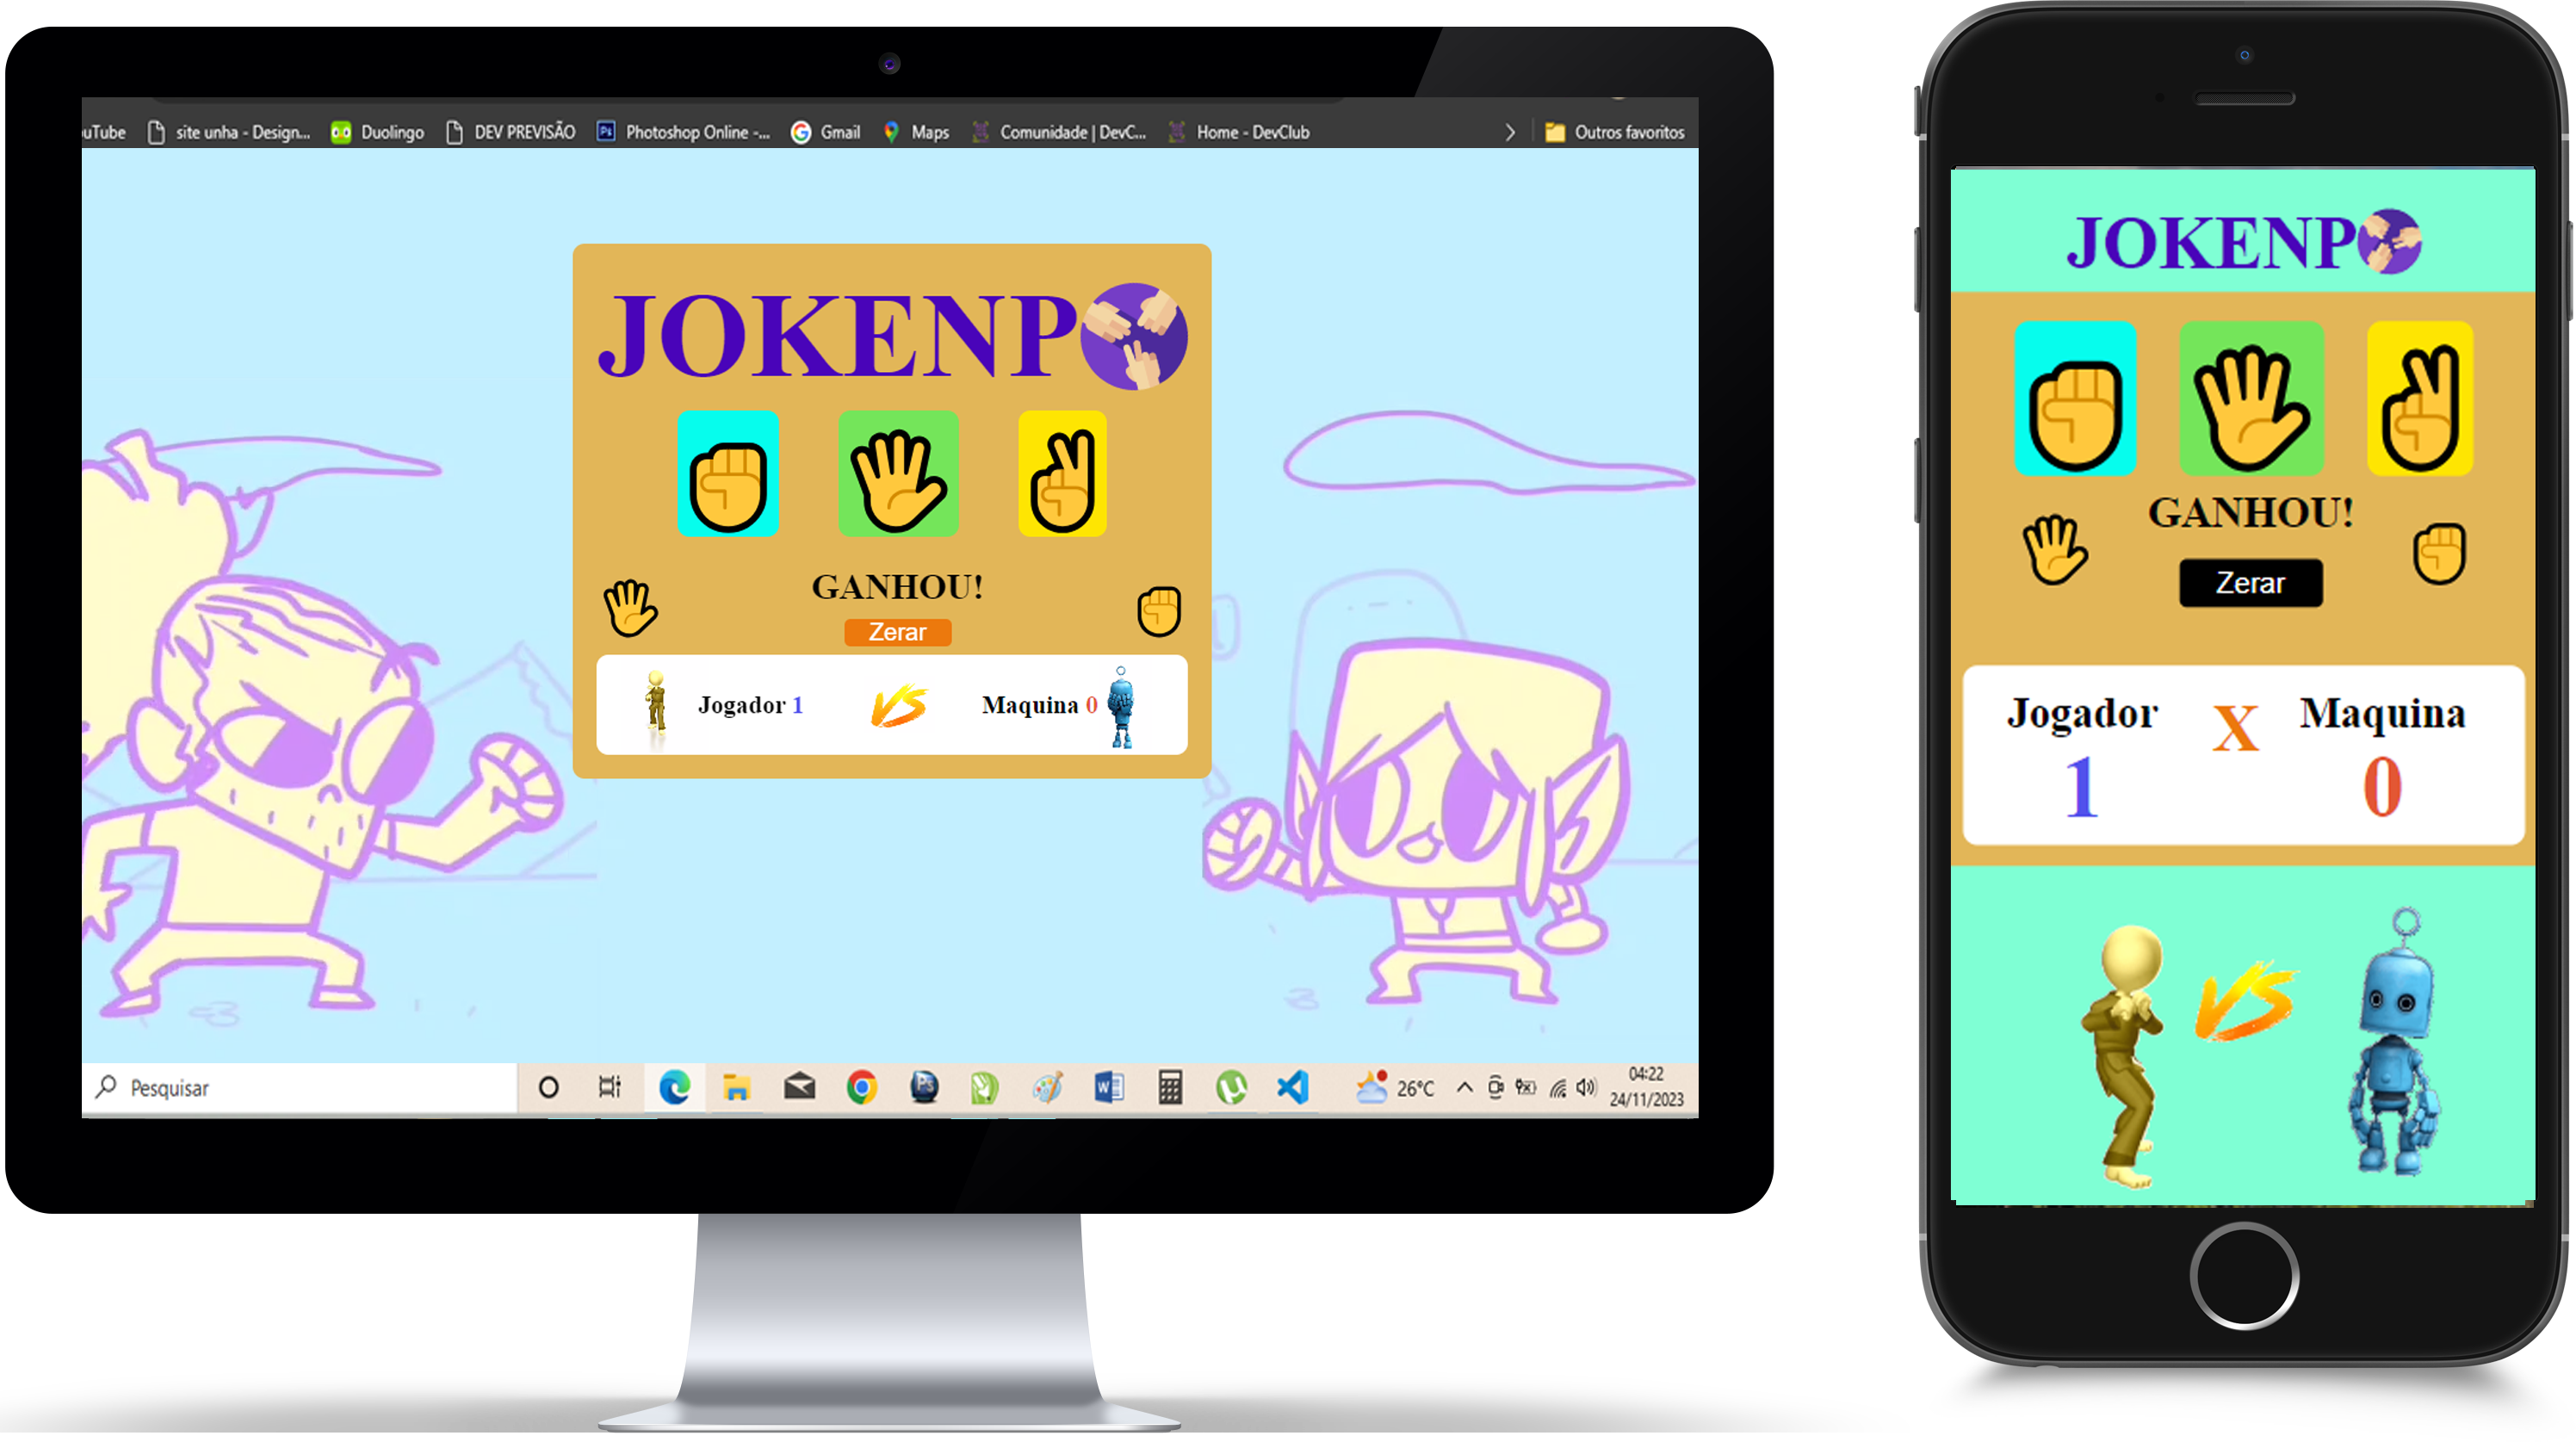 uTube site unha - Design... Duolingo DEV PREVISÃO Photoshop Online -... Gmail Maps Comunidade | DevC... Home - DevClub Outros favoritos
JOKENP
GANHOU!
Zerar
Jogador 1 VS Maquina 0
Pesquisar
26°C
04:22
24/11/2023
JOKENP
GANHOU!
Zerar
Jogador X Maquina
1 0
VS